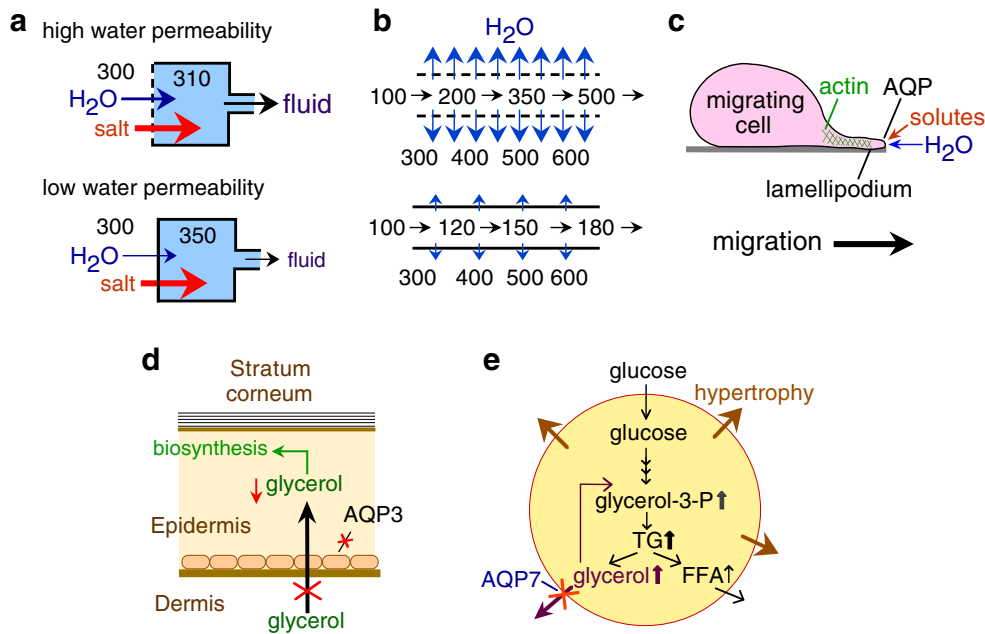 a
high water permeability
300
310
H2O
fluid
salt
low water permeability
300
350
H2O
fluid
salt
b
H2O
100 200 350 500
300 400 500 600
100 120 150 180
300 400 500 600
c
migrating
cell
actin
AQP
solutes
H2O
lamellipodium
migration
d
Stratum
corneum
biosynthesis
glycerol
AQP3
Epidermis
Dermis
glycerol
e
glucose
hypertrophy
glucose
glycerol-3-P
TG
glycerol
FFA
AQP7